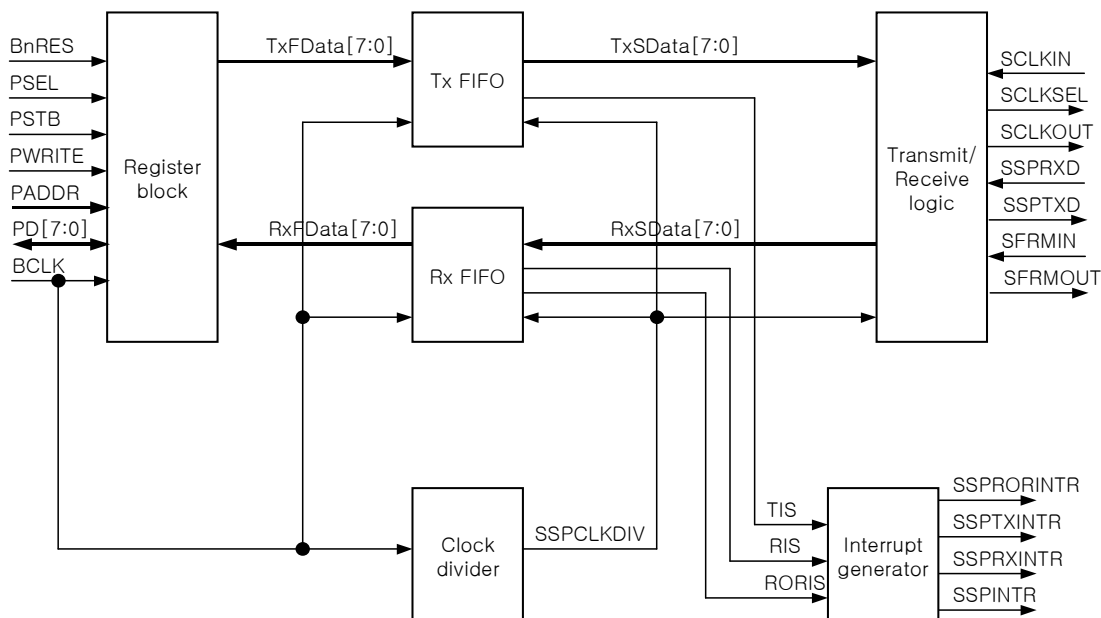 BnRES
PSEL
PSTB
PWRITE
PADDR
PD[7:0]
BCLK
Register
block
TxFData[7:0]
Tx FIFO
TxSData[7:0]
RxFData[7:0]
Rx FIFO
RxSData[7:0]
Transmit/
Receive
logic
SCLKIN
SCLKSEL
SCLKOUT
SSPRXD
SSPTXD
SFRMIN
SFRMOUT
Clock
divider
SSPCLKDIV
TIS
RIS
RORIS
Interrupt
generator
SSPRORINTR
SSPTXINTR
SSPRXINTR
SSPINTR